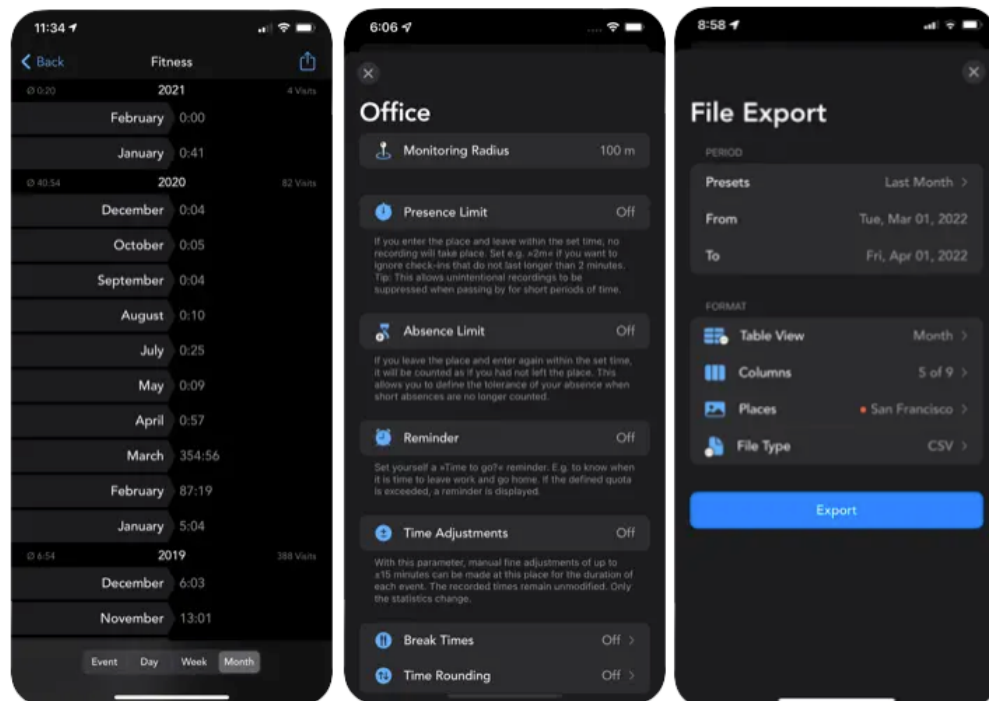 11:34
Back
Fitness
Ø 0:20
2021
4 Visits
February 0:00
January 0:41
Ø 40:54
2020
82 Visits
December 0:04
October 0:05
September 0:04
August 0:10
July 0:25
May 0:09
April 0:57
March 354:56
February 87:19
January 5:04
Ø 6:54
2019
388 Visits
December 6:03
November 13:01
Event Day Week Month
6:06
Office
Monitoring Radius 100 m
Presence Limit Off
If you enter the place and leave within the set time, no
recording will take place. Set e.g. »2m« if you want to
ignore check-ins that do not last longer than 2 minutes.
Tip: This allows unintentional recordings to be
suppressed when passing by for short periods of time.
Absence Limit Off
If you leave the place and enter again within the set time,
it will be counted as if you had not left the place. This
allows you to define the tolerance of your absence when
short absences are no longer counted.
Reminder Off
Set yourself a »Time to go?« reminder. E.g. to know when
it is time to leave work and go home. If the defined quota
is exceeded, a reminder is displayed.
Time Adjustments Off
With this parameter, manual fine adjustments of up to
±15 minutes can be made at this place for the duration of
each event. The recorded times remain unmodified. Only
the statistics change.
Break Times Off
Time Rounding Off
8:58
File Export
PERIOD
Presets Last Month
From Tue, Mar 01, 2022
To Fri, Apr 01, 2022
FORMAT
Table View Month
Columns 5 of 9
Places San Francisco
File Type CSV
Export